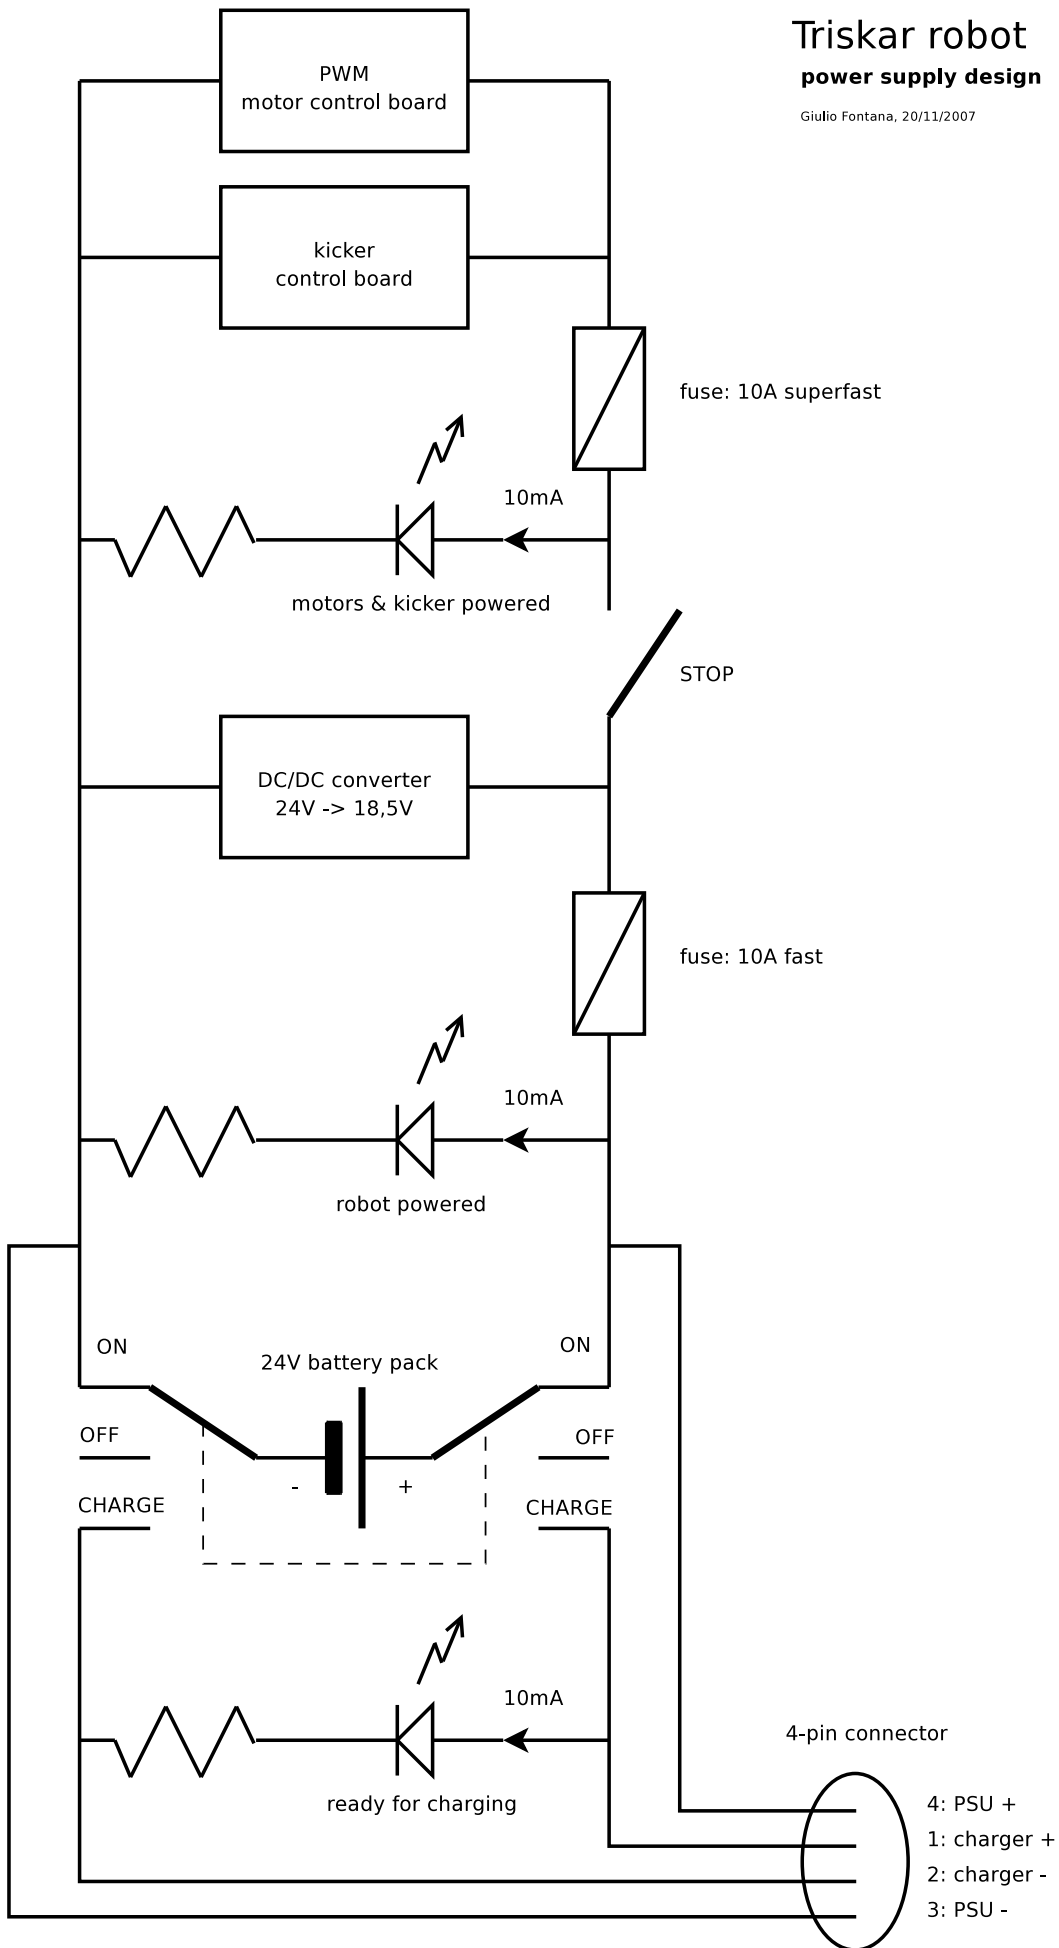 Triskar robot
power supply design
Giulio Fontana, 20/11/2007
PWM
motor control board
kicker
control board
fuse: 10A superfast
10mA
motors & kicker powered
STOP
DC/DC converter
24V -> 18,5V
fuse: 10A fast
10mA
robot powered
ON
ON
24V battery pack
OFF
OFF
-
+
CHARGE
CHARGE
10mA
ready for charging
4-pin connector
4: PSU +
1: charger +
2: charger -
3: PSU -